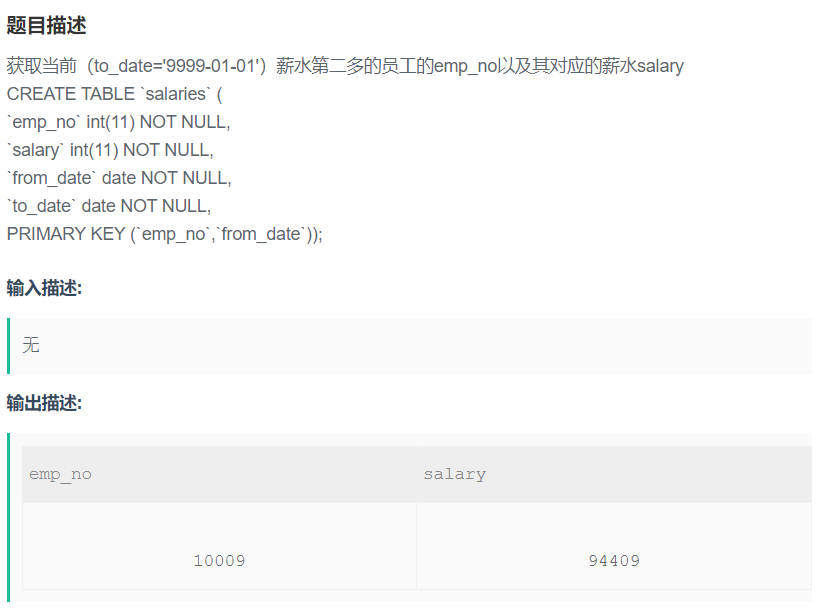 题目描述
获取当前（to_date='9999-01-01'）薪水第二多的员工的emp_no以及其对应的薪水salary
CREATE TABLE `salaries` (
`emp_no` int(11) NOT NULL,
`salary` int(11) NOT NULL,
`from_date` date NOT NULL,
`to_date` date NOT NULL,
PRIMARY KEY (`emp_no`,`from_date`));
输入描述:
无
输出描述:
emp_no salary
10009 94409